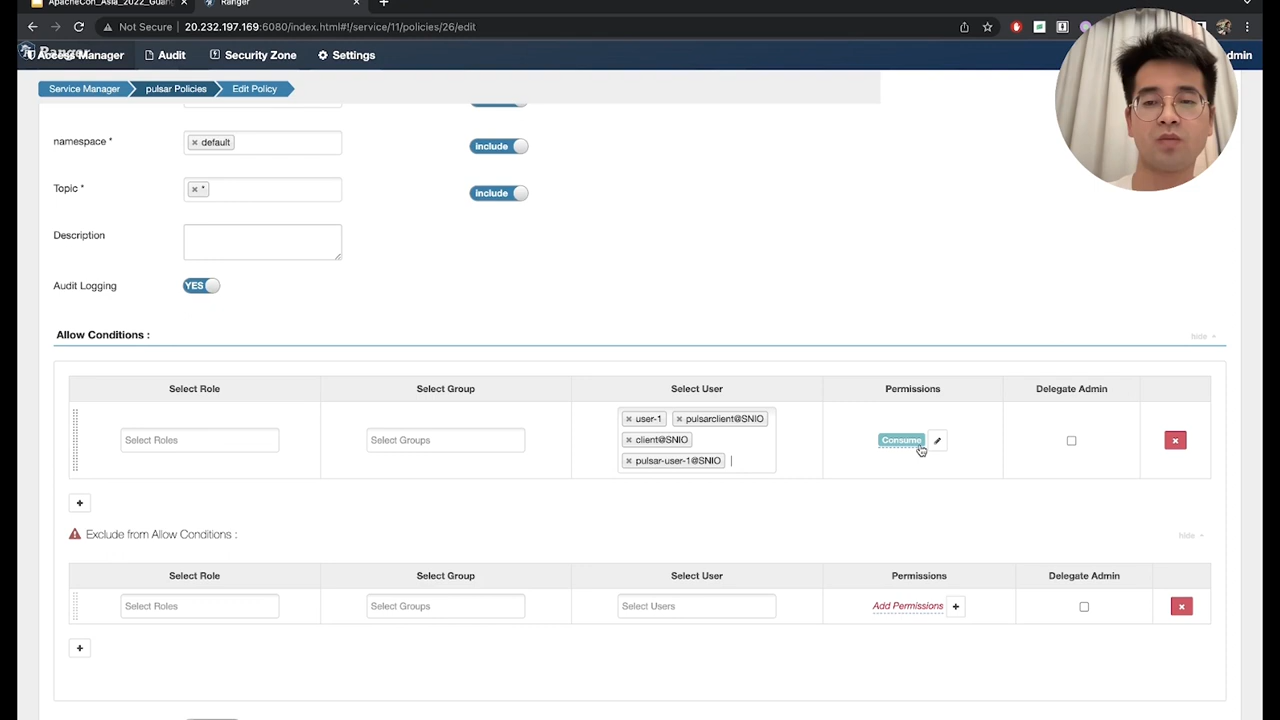 ApacheCon_Asia_2022_Guang
Ranger
Not Secure
20.232.197.169:6080/index.html#!/service/11/policies/26/edit
Ranger
Access Manager
Audit
Security Zone
Settings
dmin
Service Manager
pulsar Policies
Edit Policy
namespace *
× default
include
Topic *
× *
include
Description
Audit Logging
YES
Allow Conditions :
hide
Select Role
Select Group
Select User
Permissions
Delegate Admin
Select Roles
Select Groups
× user-1 × pulsarclient@SNIO
× client@SNIO
× pulsar-user-1@SNIO
Consume
Exclude from Allow Conditions :
hide
Select Role
Select Group
Select User
Permissions
Delegate Admin
Select Roles
Select Groups
Select Users
Add Permissions